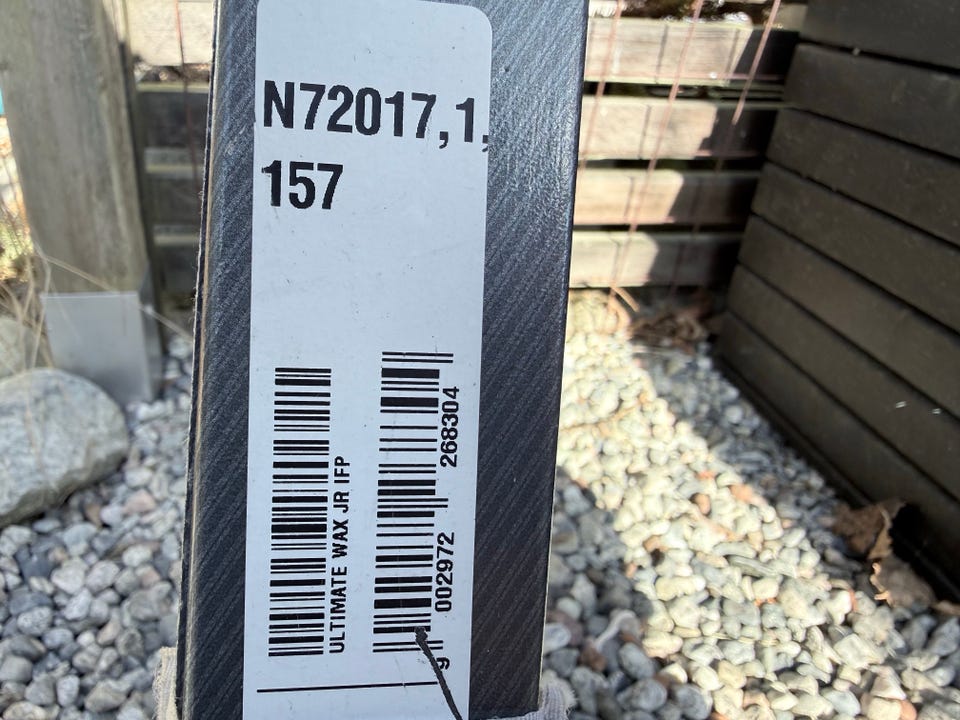 N72017,1,
157
ULTIMATE WAX JR IFP
9 002972 268304